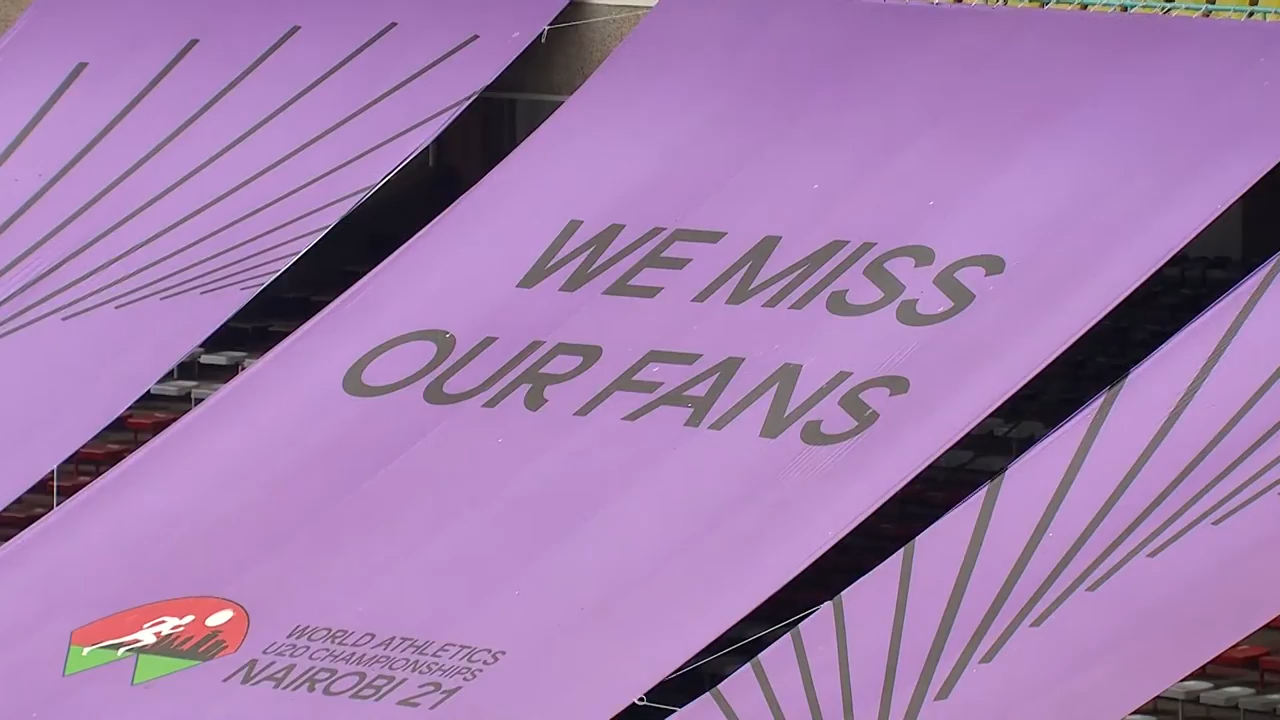 WE MISS
OUR FANS
WORLD ATHLETICS
U20 CHAMPIONSHIPS
NAIROBI 21